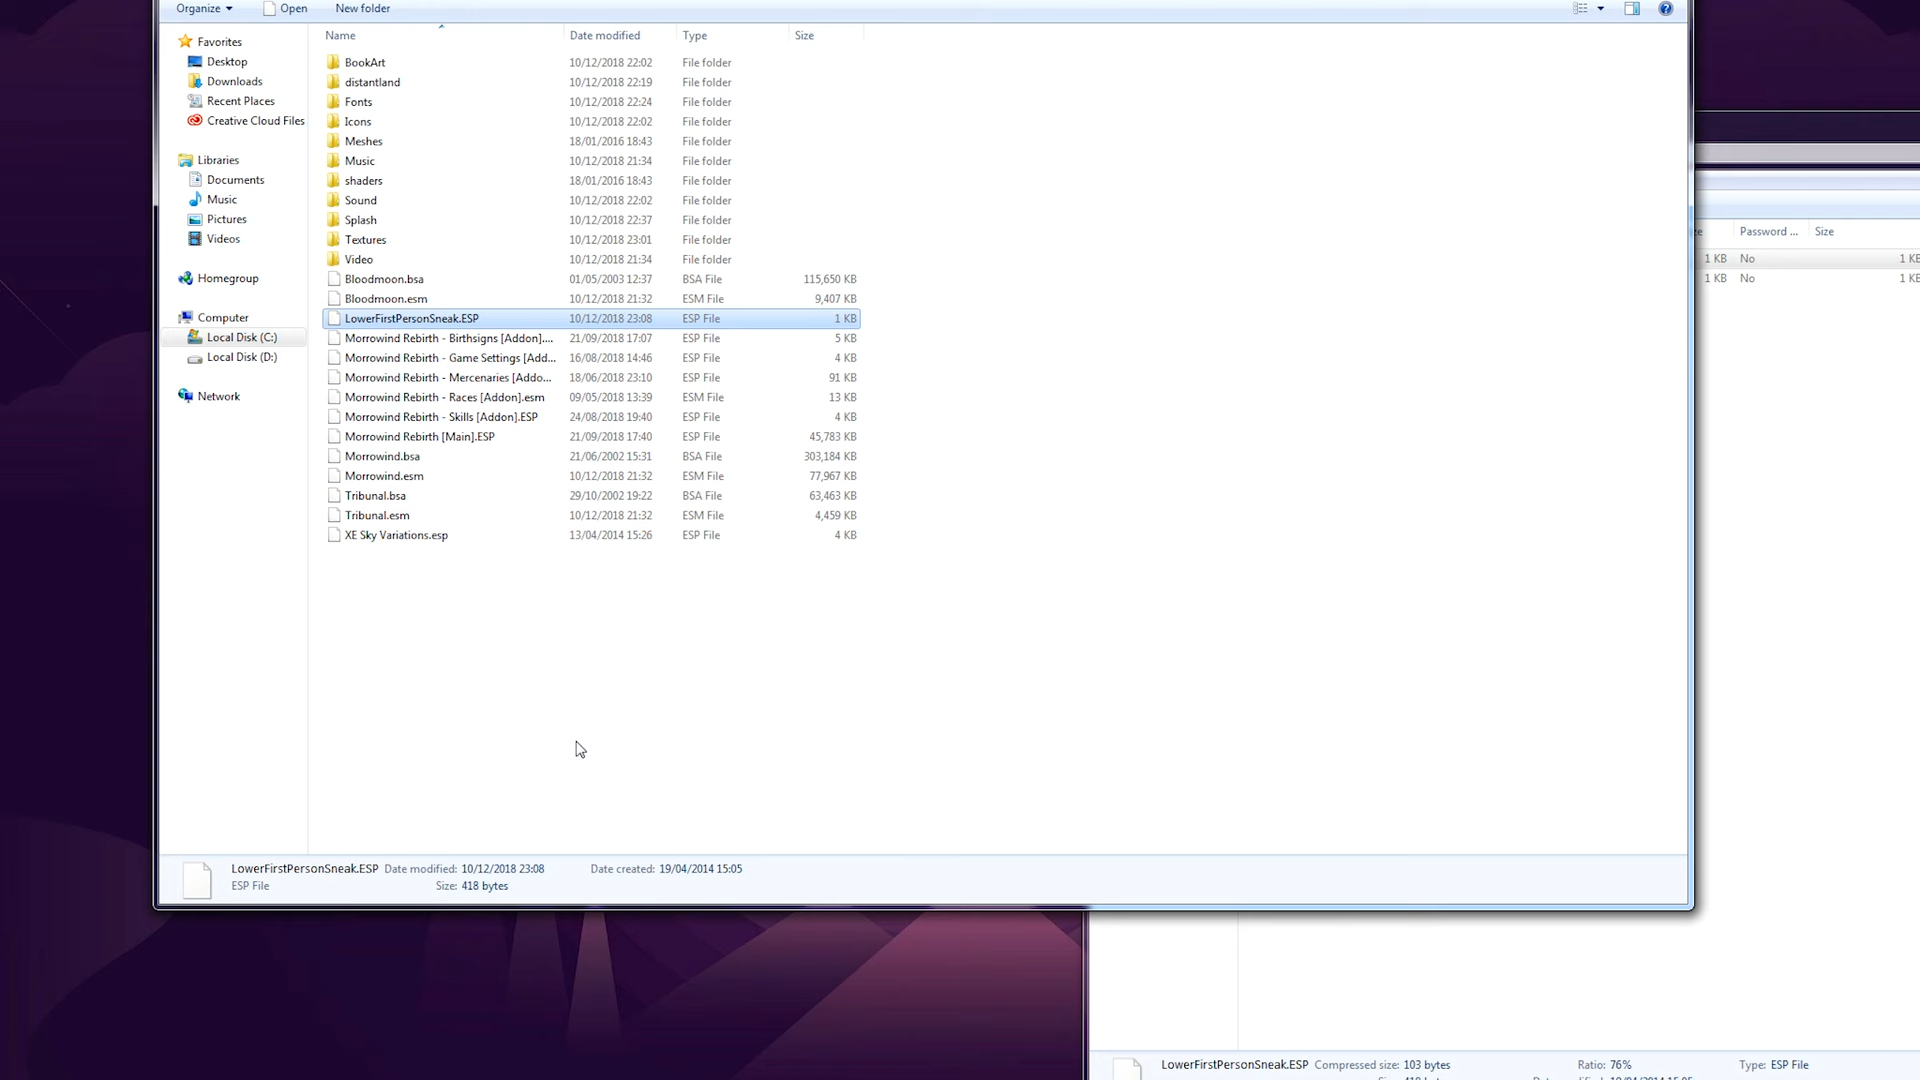 Organize Open New folder
Name Date modified Type Size
Favorites
Desktop
Downloads
Recent Places
Creative Cloud Files
Libraries
Documents
Music
Pictures
Videos
Homegroup
Computer
Local Disk (C:)
Local Disk (D:)
Network
BookArt 10/12/2018 22:02 File folder
distantland 10/12/2018 22:19 File folder
Fonts 10/12/2018 22:24 File folder
Icons 10/12/2018 22:02 File folder
Meshes 18/01/2016 18:43 File folder
Music 10/12/2018 21:34 File folder
shaders 18/01/2016 18:43 File folder
Sound 10/12/2018 22:02 File folder
Splash 10/12/2018 22:37 File folder
Textures 10/12/2018 23:01 File folder
Video 10/12/2018 21:34 File folder
Bloodmoon.bsa 01/05/2003 12:37 BSA File 115,650 KB
Bloodmoon.esm 10/12/2018 21:32 ESM File 9,407 KB
LowerFirstPersonSneak.ESP 10/12/2018 23:08 ESP File 1 KB
Morrowind Rebirth - Birthsigns [Addon].... 21/09/2018 17:07 ESP File 5 KB
Morrowind Rebirth - Game Settings [Add... 16/08/2018 14:46 ESP File 4 KB
Morrowind Rebirth - Mercenaries [Addo... 18/06/2018 23:10 ESP File 91 KB
Morrowind Rebirth - Races [Addon].esm 09/05/2018 13:39 ESM File 13 KB
Morrowind Rebirth - Skills [Addon].ESP 24/08/2018 19:40 ESP File 4 KB
Morrowind Rebirth [Main].ESP 21/09/2018 17:40 ESP File 45,783 KB
Morrowind.bsa 21/06/2002 15:31 BSA File 303,184 KB
Morrowind.esm 10/12/2018 21:32 ESM File 77,967 KB
Tribunal.bsa 29/10/2002 19:22 BSA File 63,463 KB
Tribunal.esm 10/12/2018 21:32 ESM File 4,459 KB
XE Sky Variations.esp 13/04/2014 15:26 ESP File 4 KB
LowerFirstPersonSneak.ESP Date modified: 10/12/2018 23:08 Date created: 19/04/2014 15:05
ESP File Size: 418 bytes
Password ... Size
1 KB No 1 KB
1 KB No 1 KB
LowerFirstPersonSneak.ESP Compressed size: 103 bytes Ratio: 76% Type: ESP File